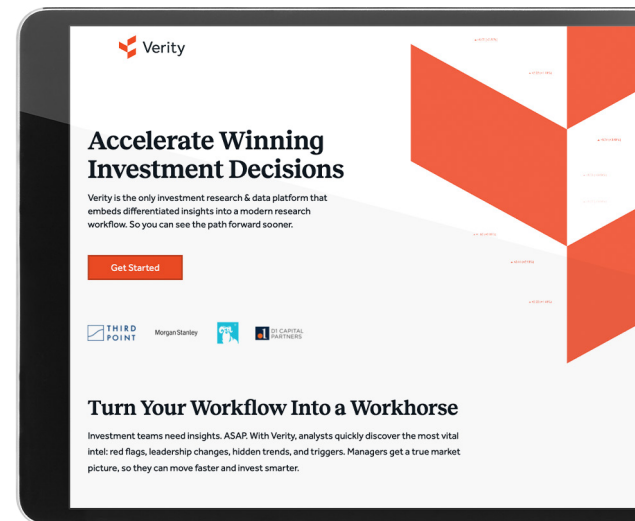 Verity
Accelerate Winning
Investment Decisions
Verity is the only investment research & data platform that
embeds differentiated insights into a modern research
workflow. So you can see the path forward sooner.
Get Started
THIRD
POINT
Morgan Stanley
D1 CAPITAL
PARTNERS
Turn Your Workflow Into a Workhorse
Investment teams need insights. ASAP. With Verity, analysts quickly discover the most vital
intel: red flags, leadership changes, hidden trends, and triggers. Managers get a true market
picture, so they can move faster and invest smarter.